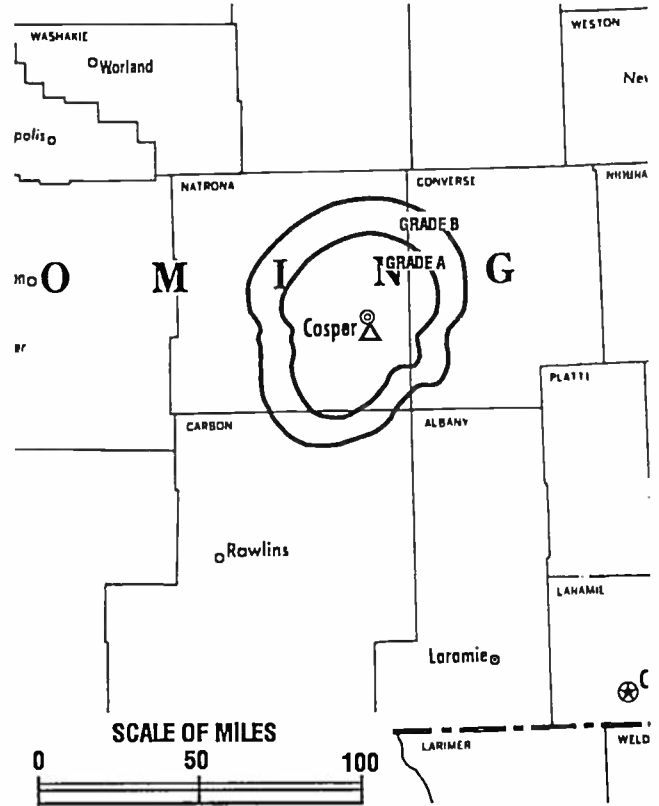 WASHAKIE
WESTON
Worland
polis
NATRONA
CONVERSE
GRADE B
GRADE A
O M I N G
Casper
PLATTE
CARBON
ALBANY
Rawlins
LARAMIE
Laramie
C
SCALE OF MILES
0 50 100
LARIMER
WELD